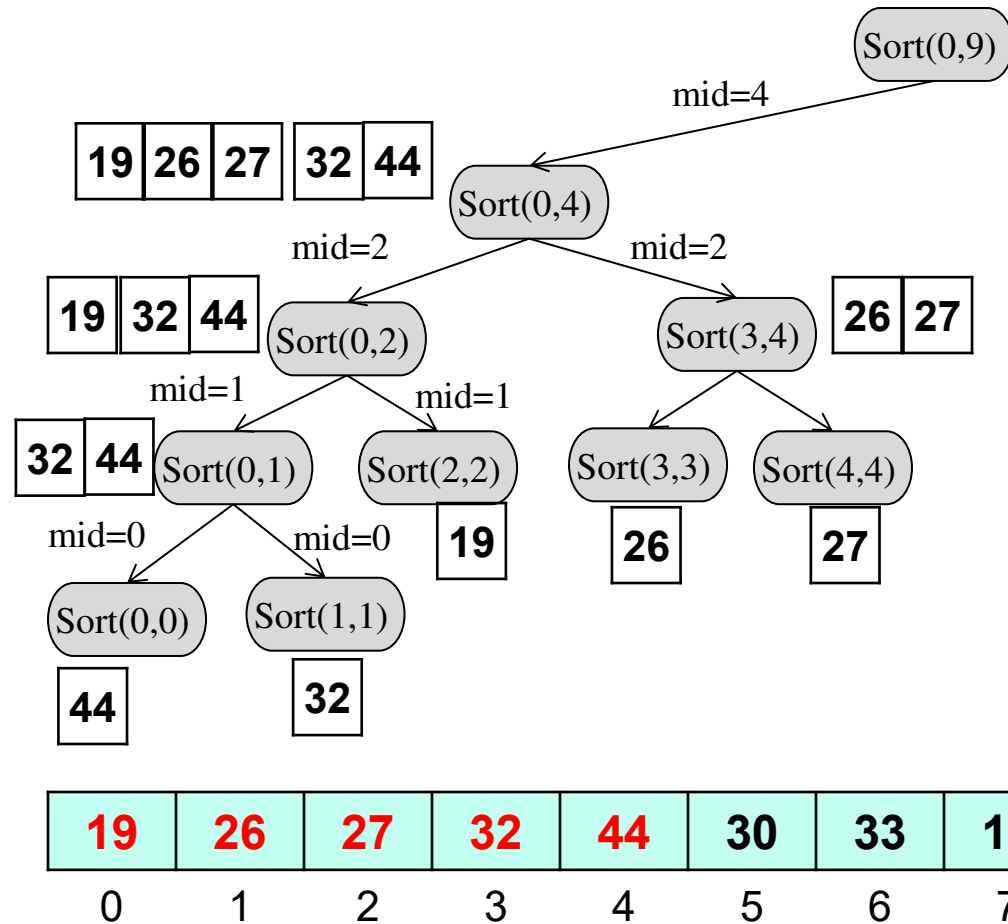 Sort(0,9)
mid=4
19 26 27 32 44
Sort(0,4)
mid=2 mid=2
19 32 44
Sort(0,2)
Sort(3,4)
26 27
mid=1 mid=1
32 44
Sort(0,1) Sort(2,2) Sort(3,3) Sort(4,4)
19 26 27
mid=0 mid=0
Sort(0,0) Sort(1,1)
44 32
19 26 27 32 44 30 33
0 1 2 3 4 5 6 7